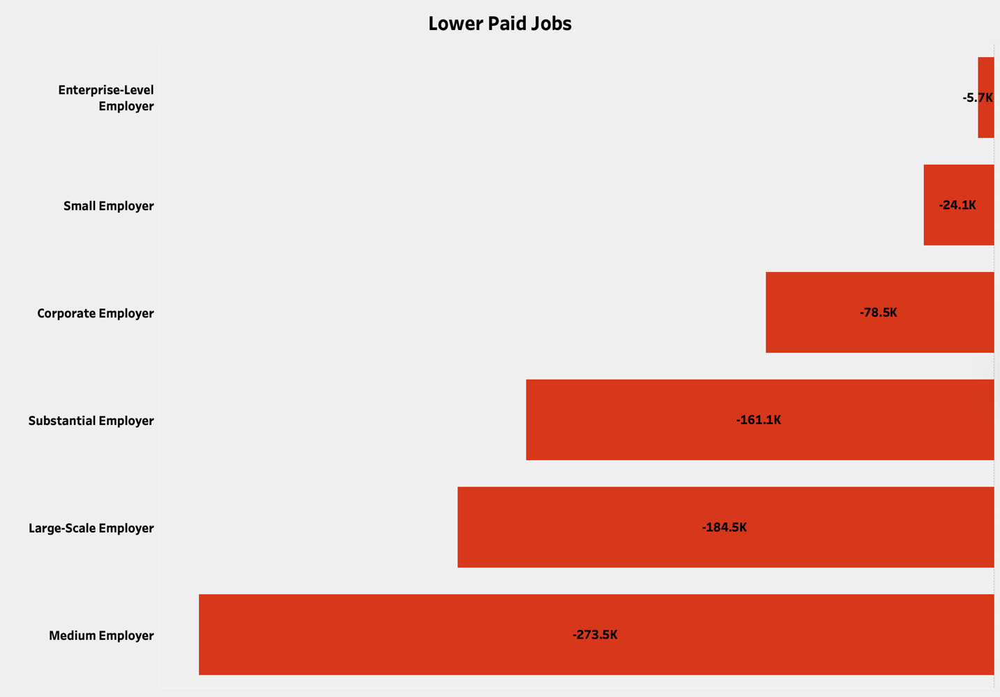 Lower Paid Jobs
Enterprise-Level
Employer
-5.7K
Small Employer
-24.1K
Corporate Employer
-78.5K
Substantial Employer
-161.1K
Large-Scale Employer
-184.5K
Medium Employer
-273.5K